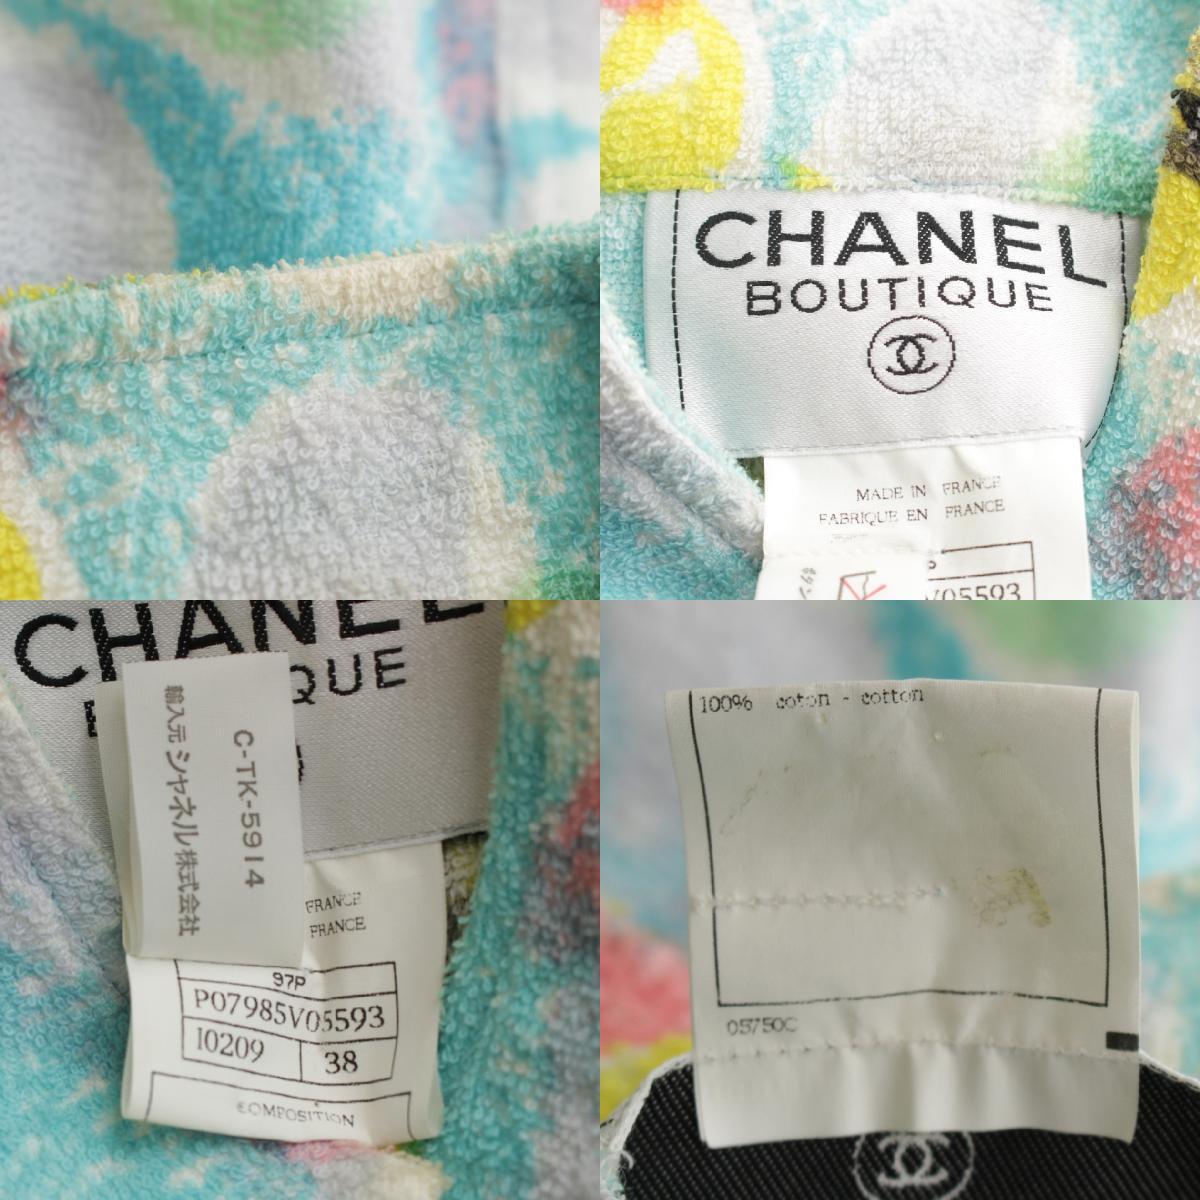 CHANEL
BOUTIQUE
MADE IN FRANCE
FABRIQUE EN FRANCE
V05593
CHANEL
QUE
C-TK-5914
輸入元 シャネル株式会社
FRANCE
FRANCE
97P
P07985V05593
10209
38
COMPOSITION
100% coton - cotton
05750C